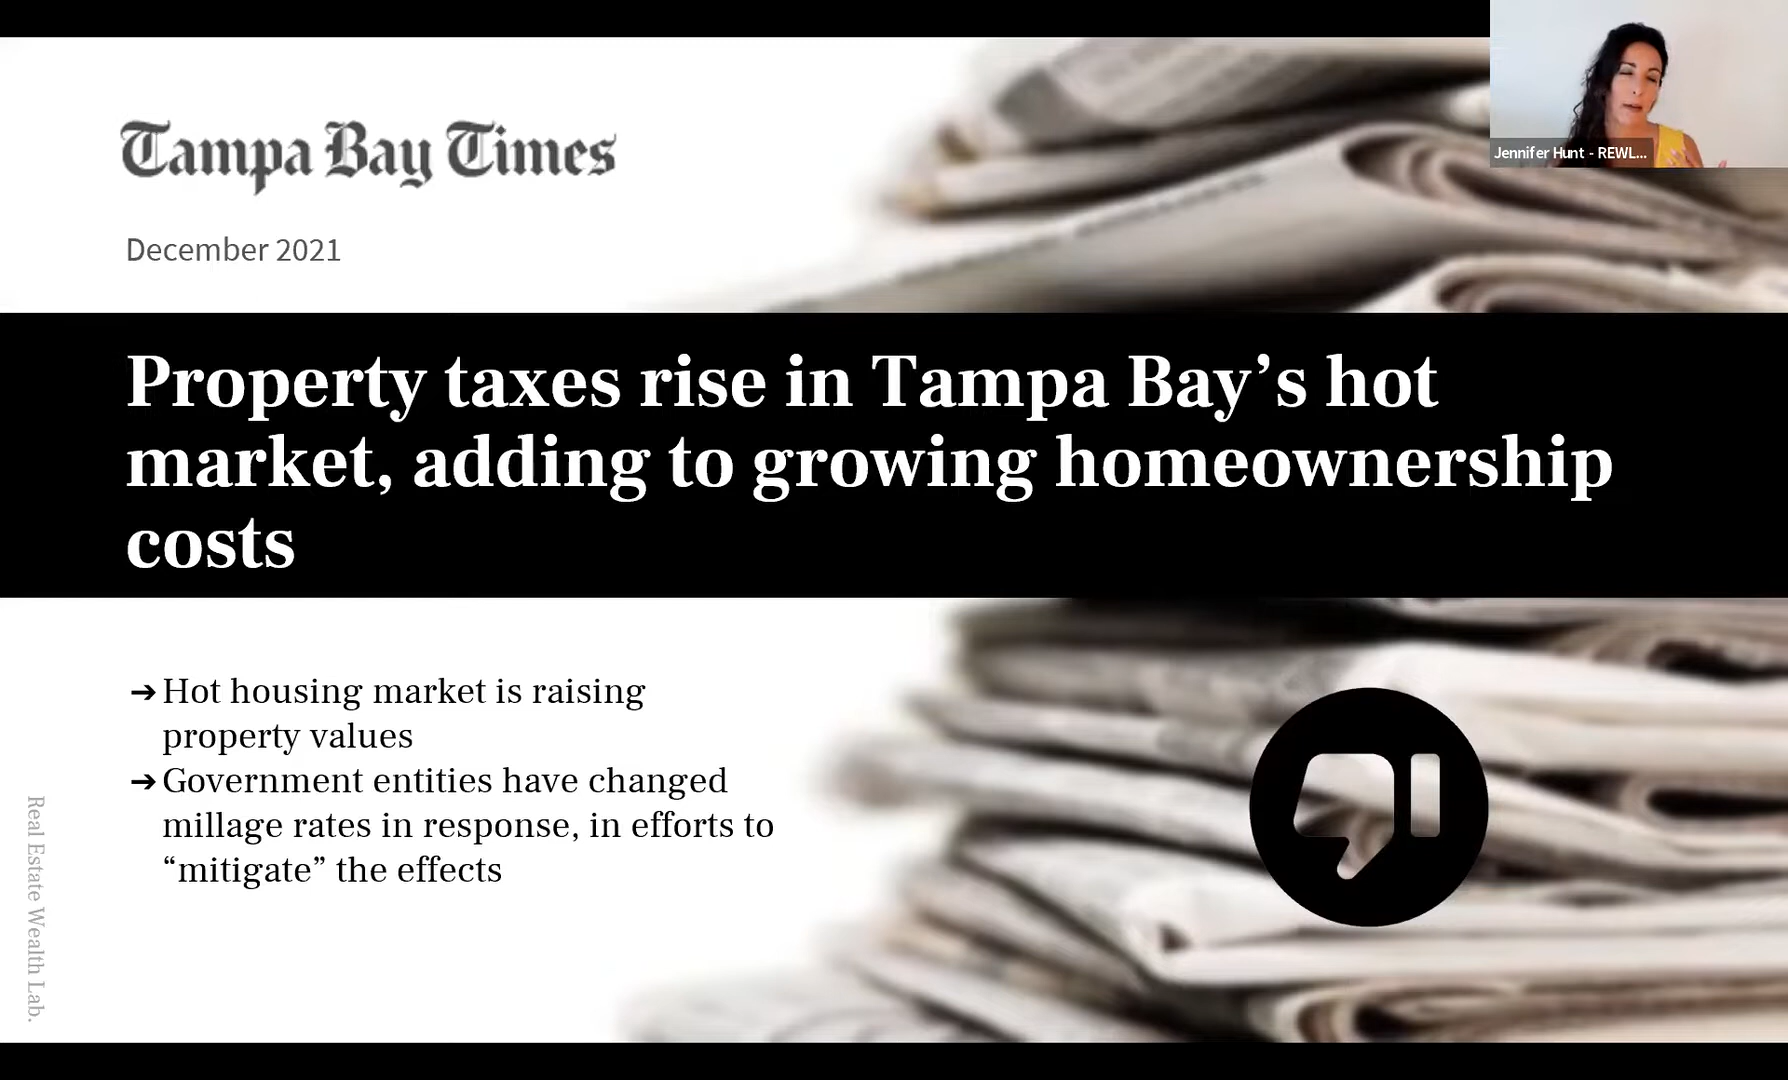 Tampa Bay Times
December 2021
Jennifer Hunt - REWL...
Property taxes rise in Tampa Bay’s hot
market, adding to growing homeownership
costs
➔ Hot housing market is raising
property values
➔ Government entities have changed
millage rates in response, in efforts to
“mitigate” the effects
Real Estate Wealth Lab.